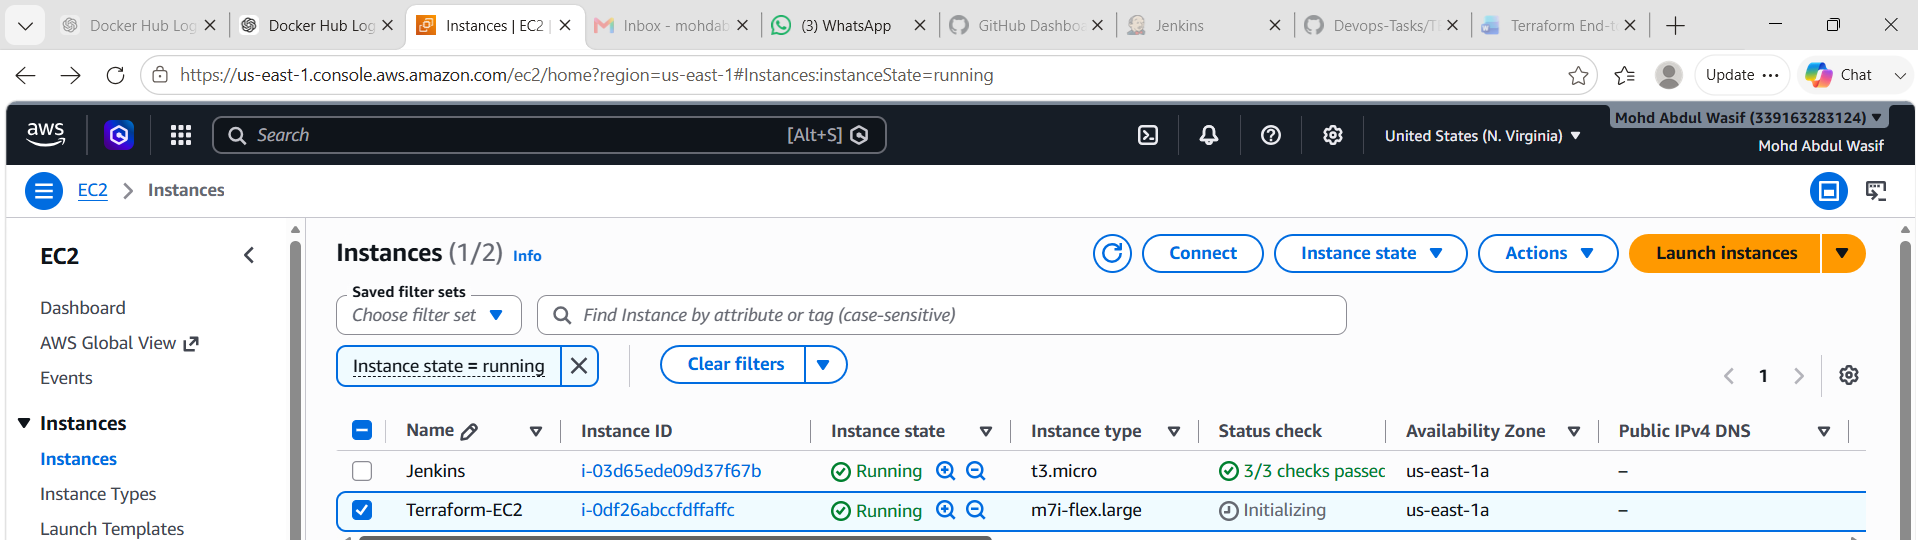 Docker Hub Log
Docker Hub Log
Instances | EC2 |
Inbox - mohdab
(3) WhatsApp
GitHub Dashboa
Jenkins
Devops-Tasks/TE
Terraform End-to
https://us-east-1.console.aws.amazon.com/ec2/home?region=us-east-1#Instances:instanceState=running
Update
Chat
aws
Search
[Alt+S]
United States (N. Virginia)
Mohd Abdul Wasif (339163283124)
Mohd Abdul Wasif
EC2
Instances
EC2
Dashboard
AWS Global View
Events
Instances
Instances
Instance Types
Launch Templates
Instances (1/2) Info
Connect
Instance state
Actions
Launch instances
Saved filter sets
Choose filter set
Find Instance by attribute or tag (case-sensitive)
Instance state = running
Clear filters
1
Name Instance ID Instance state Instance type Status check Availability Zone Public IPv4 DNS
Jenkins i-03d65ede09d37f67b Running t3.micro 3/3 checks passec us-east-1a –
Terraform-EC2 i-0df26abccfdffaffc Running m7i-flex.large Initializing us-east-1a –